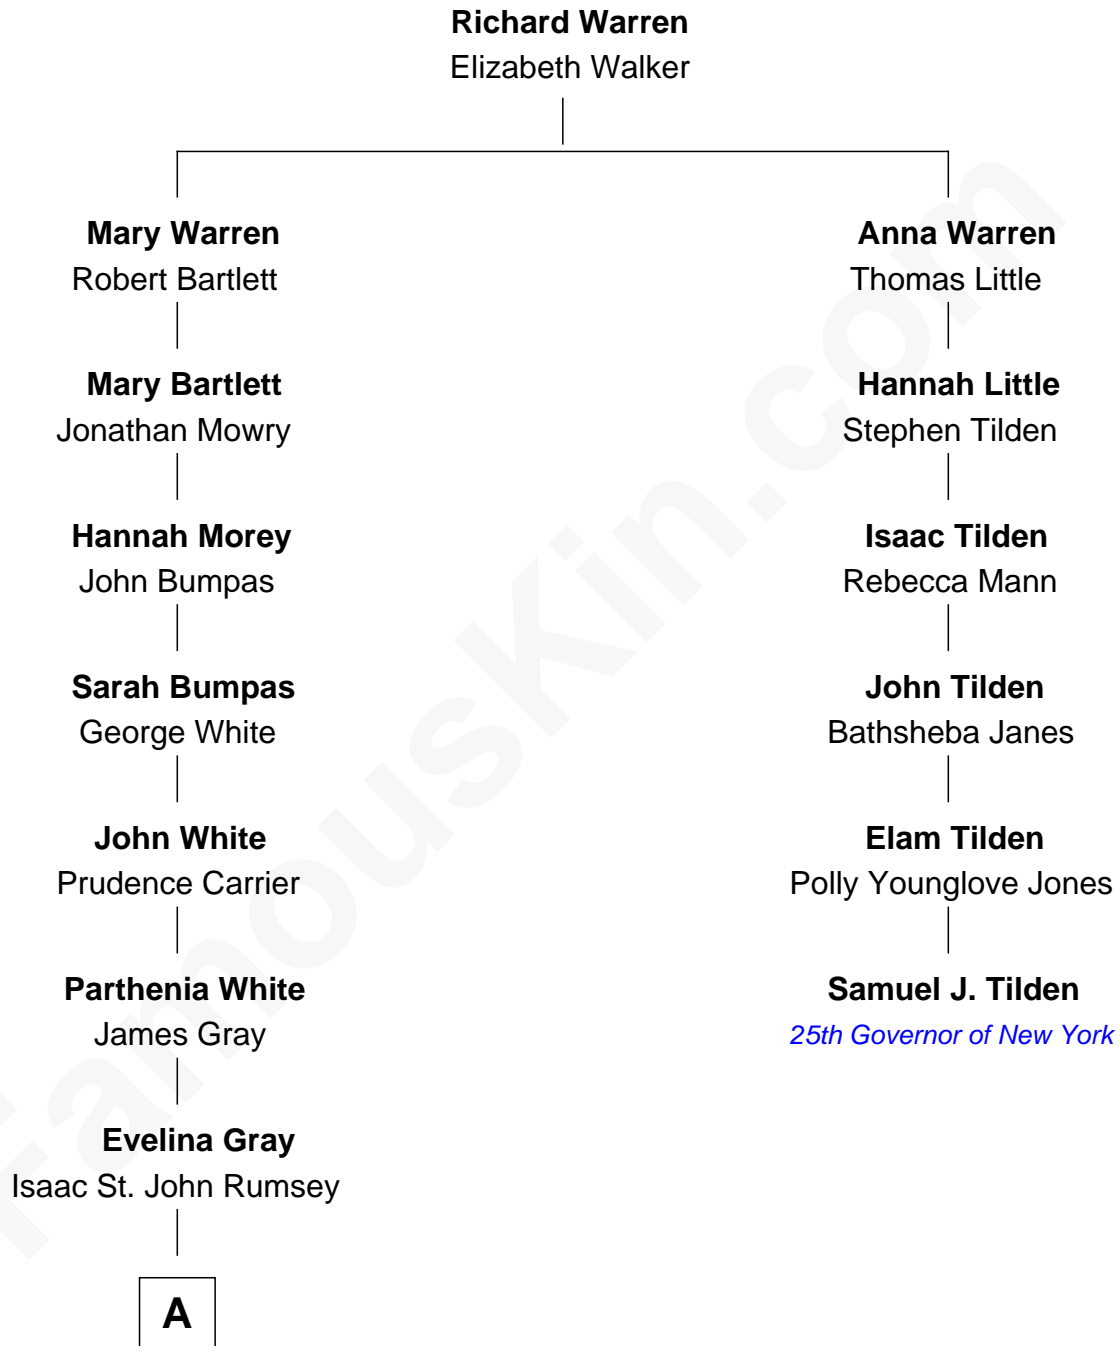 Richard Warren
Elizabeth Walker
Mary Warren
Robert Bartlett
Mary Bartlett
Jonathan Mowry
Hannah Morey
John Bumpas
Sarah Bumpas
George White
John White
Prudence Carrier
Parthenia White
James Gray
Evelina Gray
Isaac St. John Rumsey
A
Anna Warren
Thomas Little
Hannah Little
Stephen Tilden
Isaac Tilden
Rebecca Mann
John Tilden
Bathsheba Janes
Elam Tilden
Polly Younglove Jones
Samuel J. Tilden
25th Governor of New York
FamousKin.com